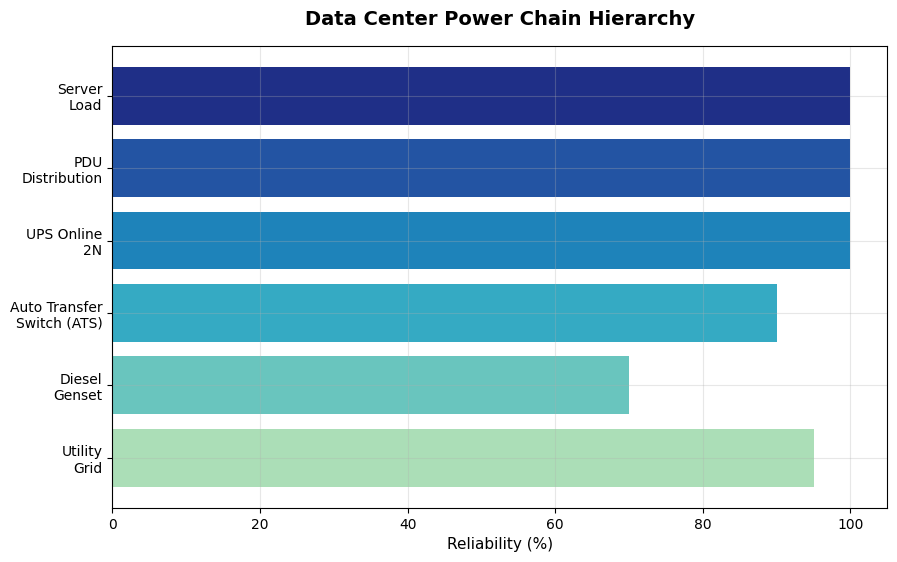 Data Center Power Chain Hierarchy
Server
Load
PDU
Distribution
UPS Online
2N
Auto Transfer
Switch (ATS)
Diesel
Genset
Utility
Grid
0
20
40
60
80
100
Reliability (%)